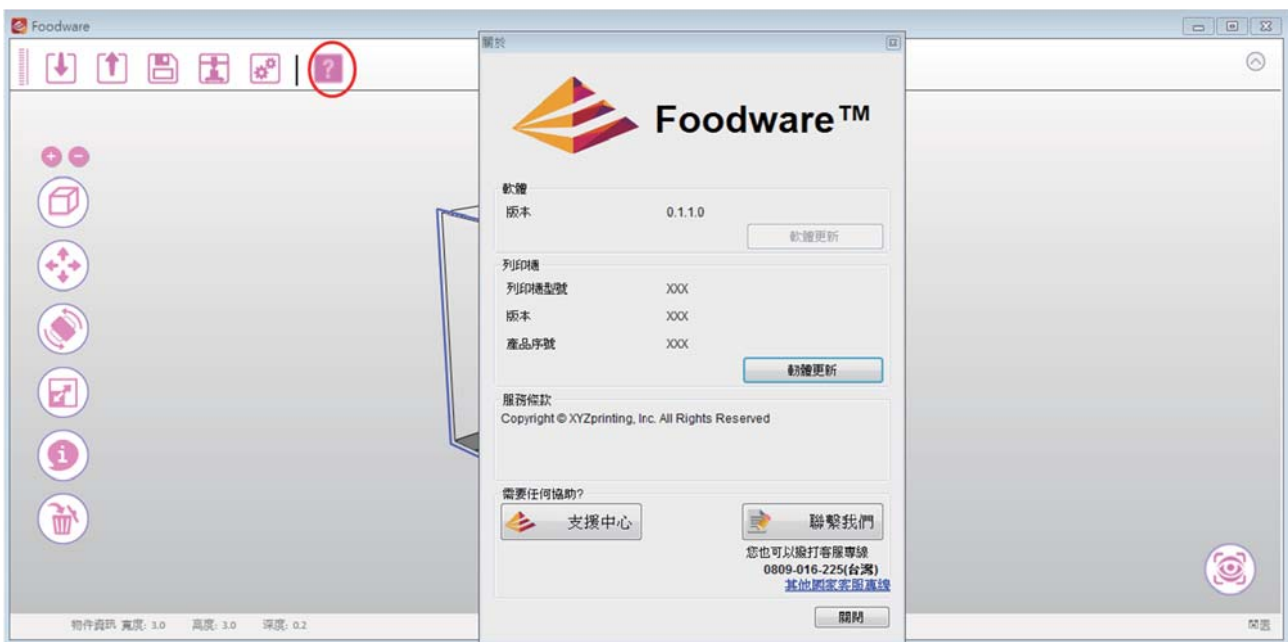 Foodware
關於
Foodware™
軟體
版本 0.1.1.0
軟體更新
列印機
列印機型號 XXX
版本 XXX
產品序號 XXX
韌體更新
服務條款
Copyright © XYZprinting, Inc. All Rights Reserved
需要任何協助?
支援中心
聯繫我們
您也可以撥打客服專線
0809-016-225(台灣)
其他國家客服專線
關閉
物件資訊 寬度: 3.0 高度: 3.0 深度: 0.2